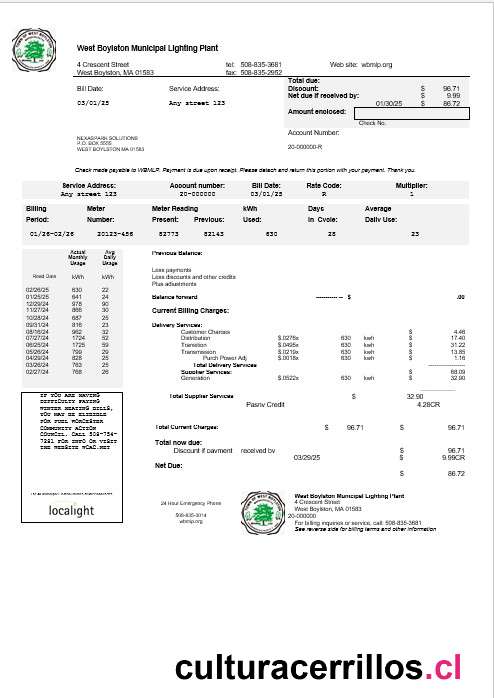 West Boylston Municipal Lighting Plant
4 Crescent Street tel: 508-835-3681 Web site: wbmlp.org
West Boylston, MA 01583 fax: 508-835-2952
Total due:
Bill Date: Service Address: Discount: $ 96.71
Net due if received by: $ 9.99
03/01/25 Any street 123 01/30/25 $ 86.72
Amount enclosed:
Check No.
Account Number:
NEXASPARK SOLUTIONS
P.O. BOX 5555
WEST BOYLSTON MA 01583
20-000000-R
Check made payable to WBMLP. Payment is due upon receipt. Please detach and return this portion with your payment. Thank you.
Service Address: Account number: Bill Date: Rate Code: Multiplier:
Any street 123 20-000000 03/01/25 R 1
Billing Meter Meter Reading kWh Days Average
Period: Number: Present: Previous: Used: In Cycle: Daily Use:
01/26-02/26 20123-456 82773 82143 630 28 23
Actual Monthly Usage Avg Daily Usage
Read Date kWh kWh
02/26/25 630 22
01/25/25 641 24
12/29/24 978 90
11/27/24 866 30
10/28/24 687 25
09/31/24 816 23
08/16/24 962 32
07/27/24 1724 52
06/25/24 1725 59
05/26/24 799 29
04/29/24 628 25
03/26/24 763 25
02/27/24 768 26
Previous Balance:
Less payments
Less discounts and other credits
Plus adjustments
Balance forward ------------ $ .00
Current Billing Charges:
Delivery Services:
Customer Charges $ 4.46
Distribution $.0276x 630 kwh $ 17.40
Transition $.0495x 630 kwh $ 31.22
Transmission $.0219x 630 kwh $ 13.85
Purch Power Adj $.0018x 630 kwh $ 1.16
Total Delivery Services
Supplier Services: $ 68.09
Generation $.0522x 630 kwh $ 32.90
Total Supplier Services $ 32.90
Pasny Credit 4.28CR
Total Current Charges: $ 96.71 $ 96.71
Total now due: $ 96.71
Discount if payment received by
03/29/25 $ 9.99CR
Net Due:
$ 86.72
IF YOU ARE HAVING
DIFFICULTY PAYING
WINTER HEATING BILLS,
YOU MAY BE ELIGIBLE
FOR FUEL WORCESTER
COMMUNITY ACTION
COUNCIL. CALL 508-754-
7281 FOR INFO OR VISIT
THE WEBSITE WCAC.NET
localight
24 Hour Emergency Phone
508-835-3014
wbmlp.org
West Boylston Municipal Lighting Plant
4 Crescent Street
West Boylston, MA 01583
20-000000
For billing inquiries or service, call: 508-835-3681
See reverse side for billing terms and other information
culturacerrillos.cl